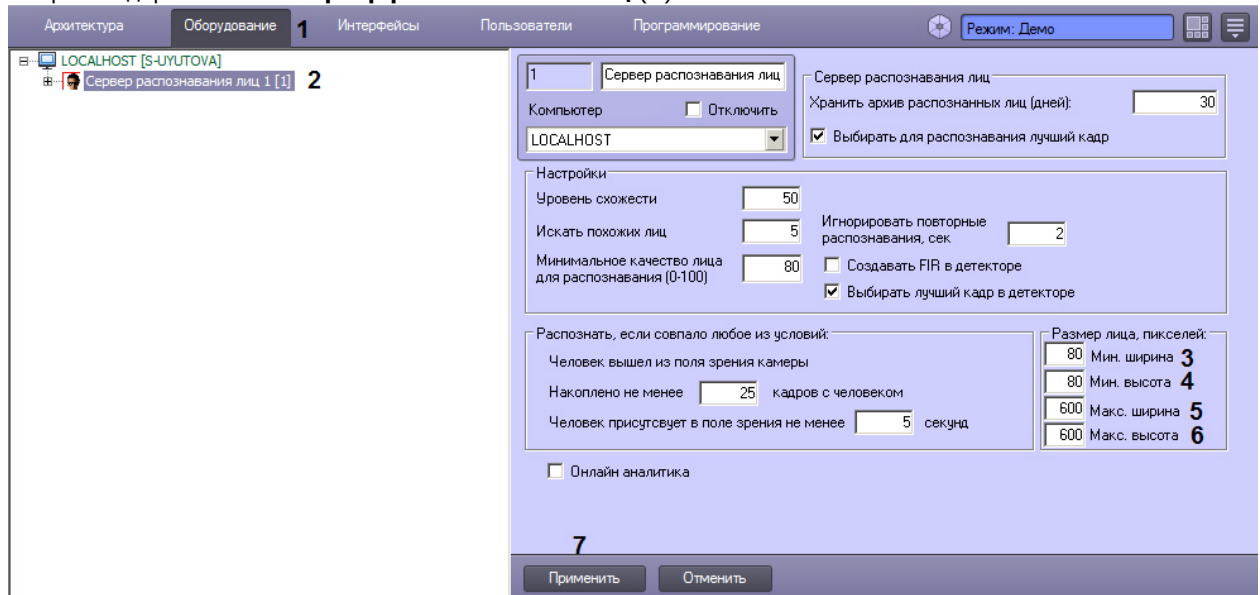 Архитектура Оборудование 1 Интерфейсы Пользователи Программирование Режим: Демо
LOCALHOST [S-UYUTOVA]
Сервер распознавания лиц 1 [1] 2
1 Сервер распознавания лиц
Компьютер Отключить
LOCALHOST
Сервер распознавания лиц
Хранить архив распознанных лиц (дней): 30
Выбирать для распознавания лучший кадр
Настройки
Уровень схожести 50
Искать похожих лиц 5
Минимальное качество лица
для распознавания (0-100) 80
Игнорировать повторные
распознавания, сек 2
Создавать FIR в детекторе
Выбирать лучший кадр в детекторе
Распознать, если совпало любое из условий:
Человек вышел из поля зрения камеры
Накоплено не менее 25 кадров с человеком
Человек присутсвует в поле зрения не менее 5 секунд
Размер лица, пикселей:
80 Мин. ширина 3
80 Мин. высота 4
600 Макс. ширина 5
600 Макс. высота 6
Онлайн аналитика
7
Применить Отменить